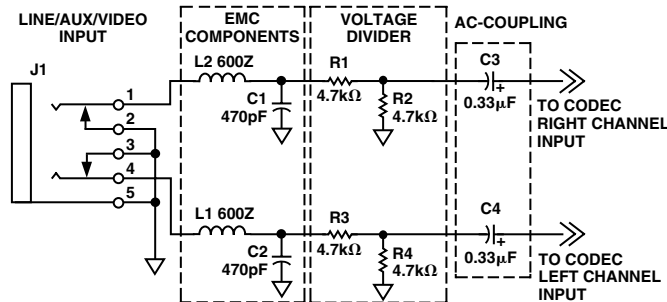 LINE/AUX/VIDEO
INPUT
EMC
COMPONENTS
VOLTAGE
DIVIDER
AC-COUPLING
J1
1
2
3
4
5
L2 600Z
C1
470pF
R1
4.7kΩ
R2
4.7kΩ
C3
+
0.33μF
TO CODEC
RIGHT CHANNEL
INPUT
L1 600Z
C2
470pF
R3
4.7kΩ
R4
4.7kΩ
C4
+
0.33μF
TO CODEC
LEFT CHANNEL
INPUT